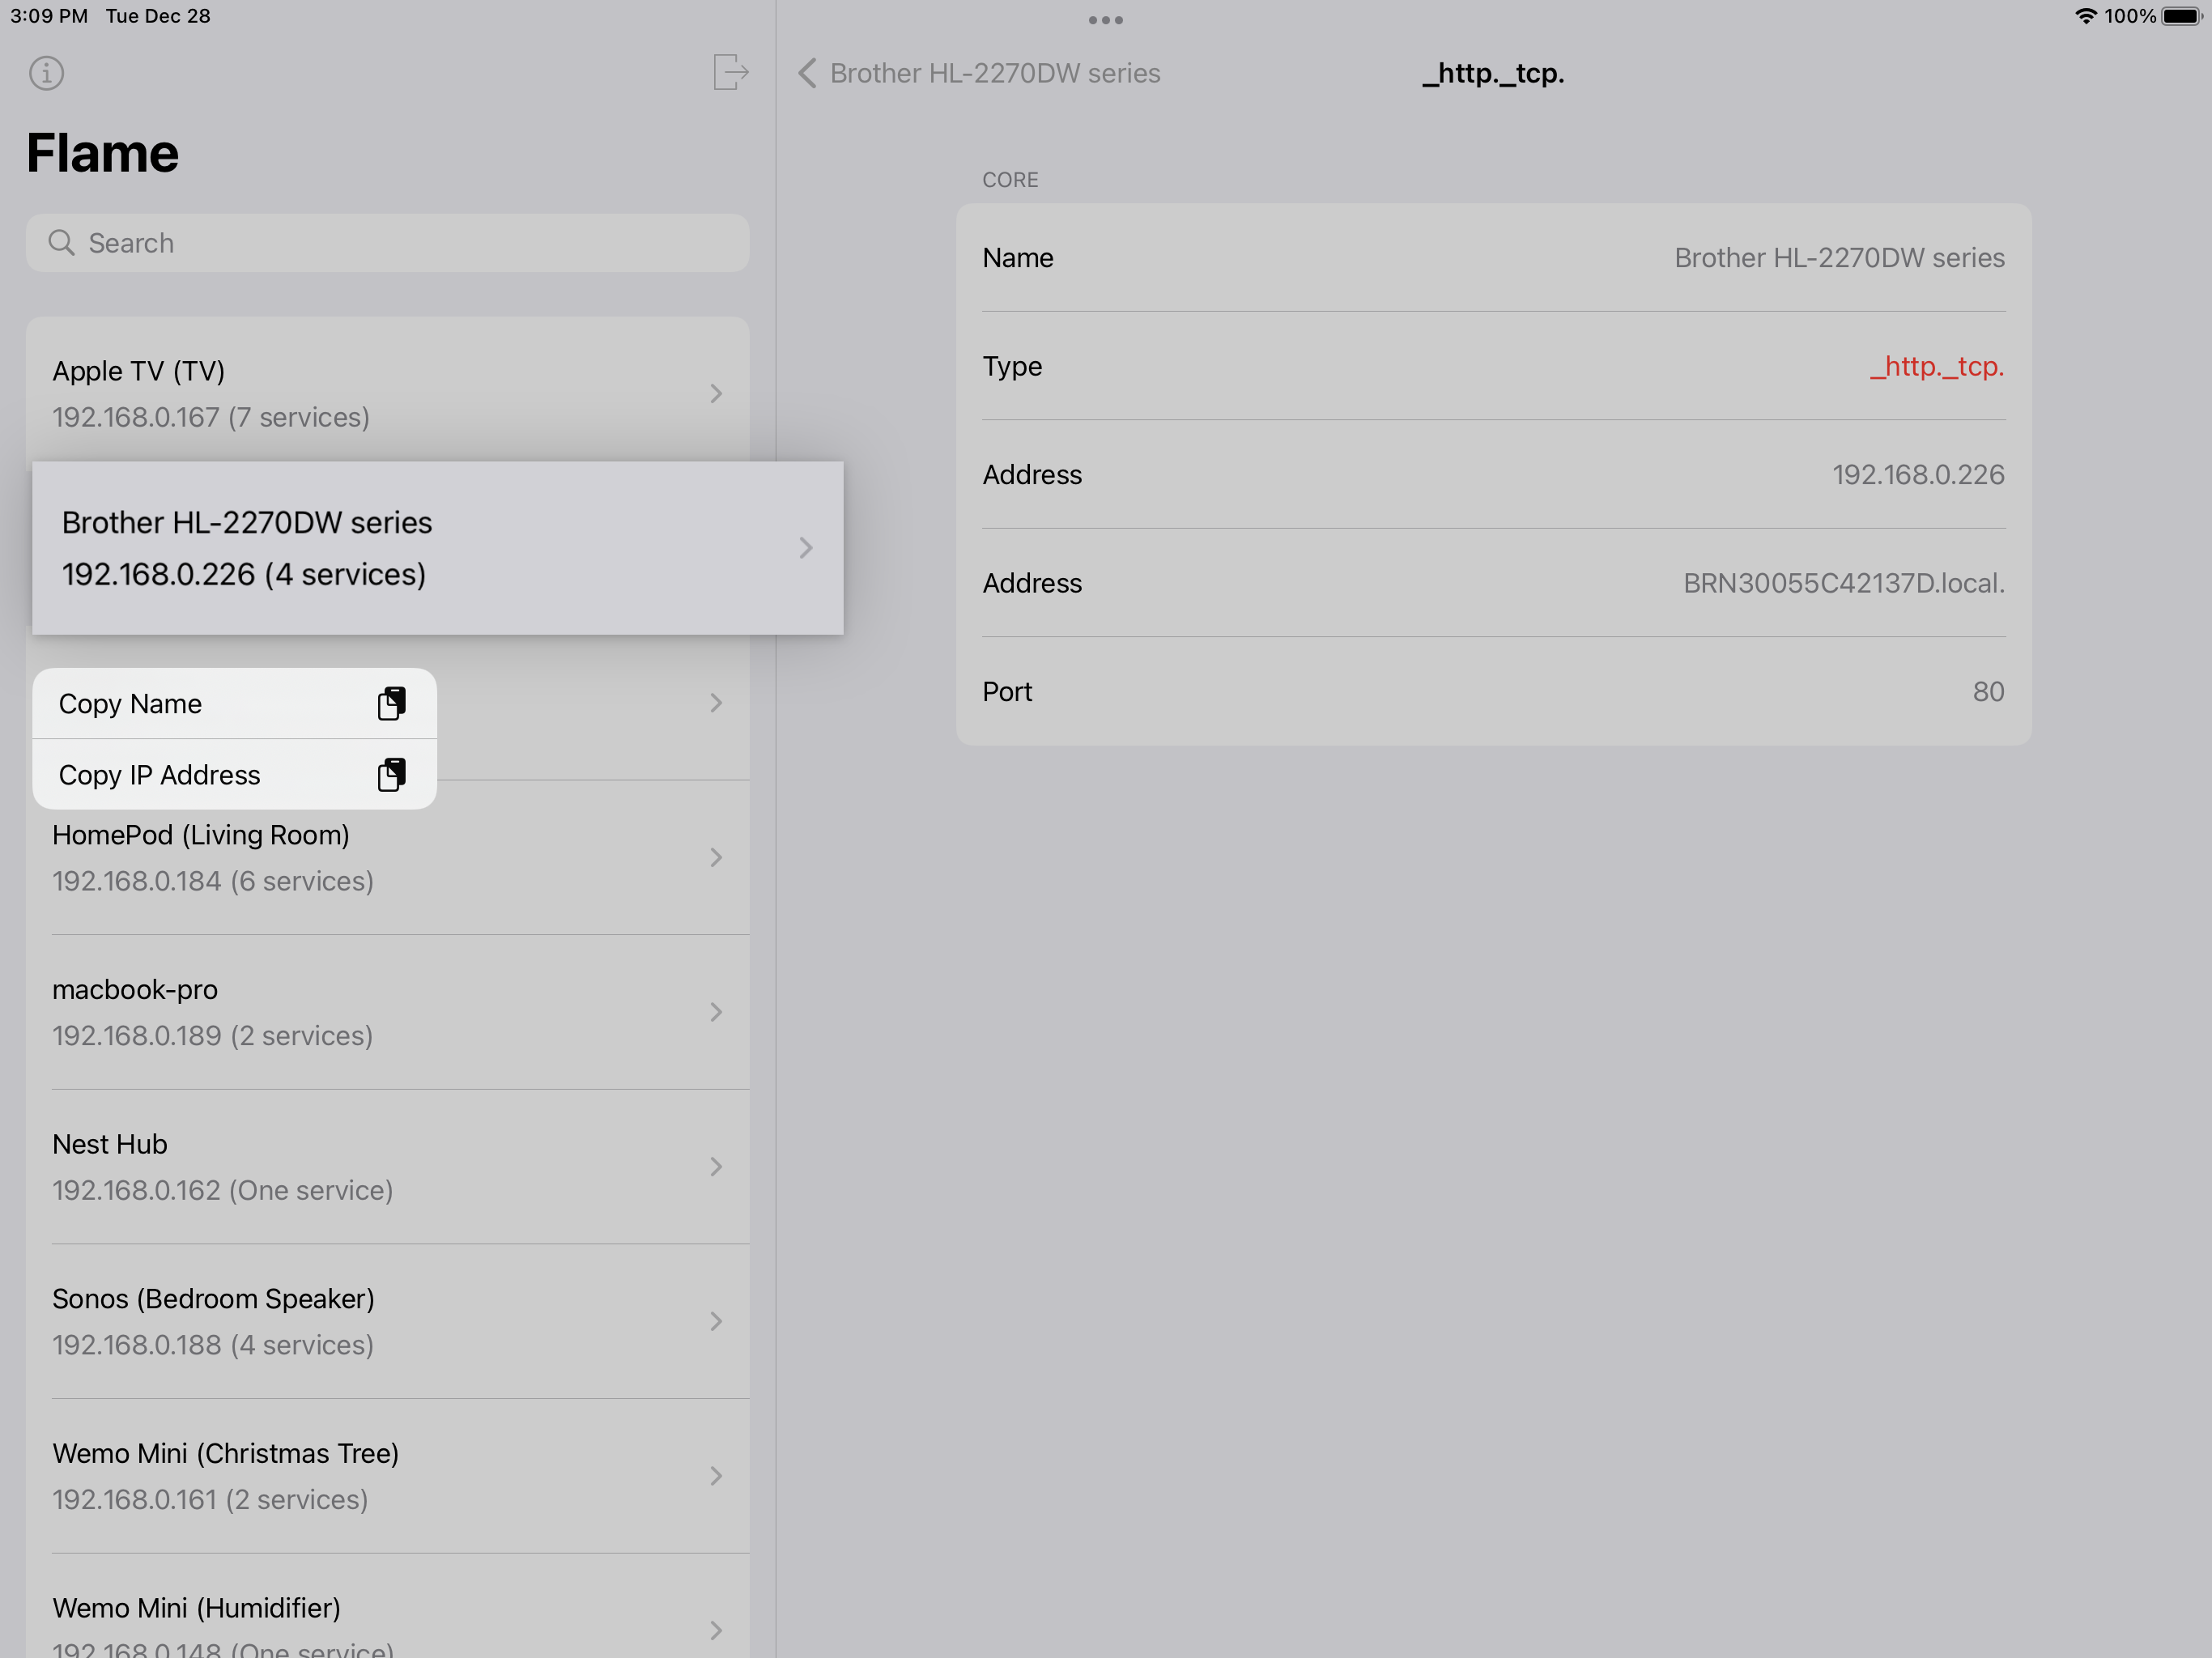 3:09 PM Tue Dec 28
100%
Flame
Search
Apple TV (TV)
192.168.0.167 (7 services)
Brother HL-2270DW series
192.168.0.226 (4 services)
Copy Name
Copy IP Address
HomePod (Living Room)
192.168.0.184 (6 services)
macbook-pro
192.168.0.189 (2 services)
Nest Hub
192.168.0.162 (One service)
Sonos (Bedroom Speaker)
192.168.0.188 (4 services)
Wemo Mini (Christmas Tree)
192.168.0.161 (2 services)
Wemo Mini (Humidifier)
192.168.0.148 (One service)
Brother HL-2270DW series
_http._tcp.
CORE
Name Brother HL-2270DW series
Type _http._tcp.
Address 192.168.0.226
Address BRN30055C42137D.local.
Port 80